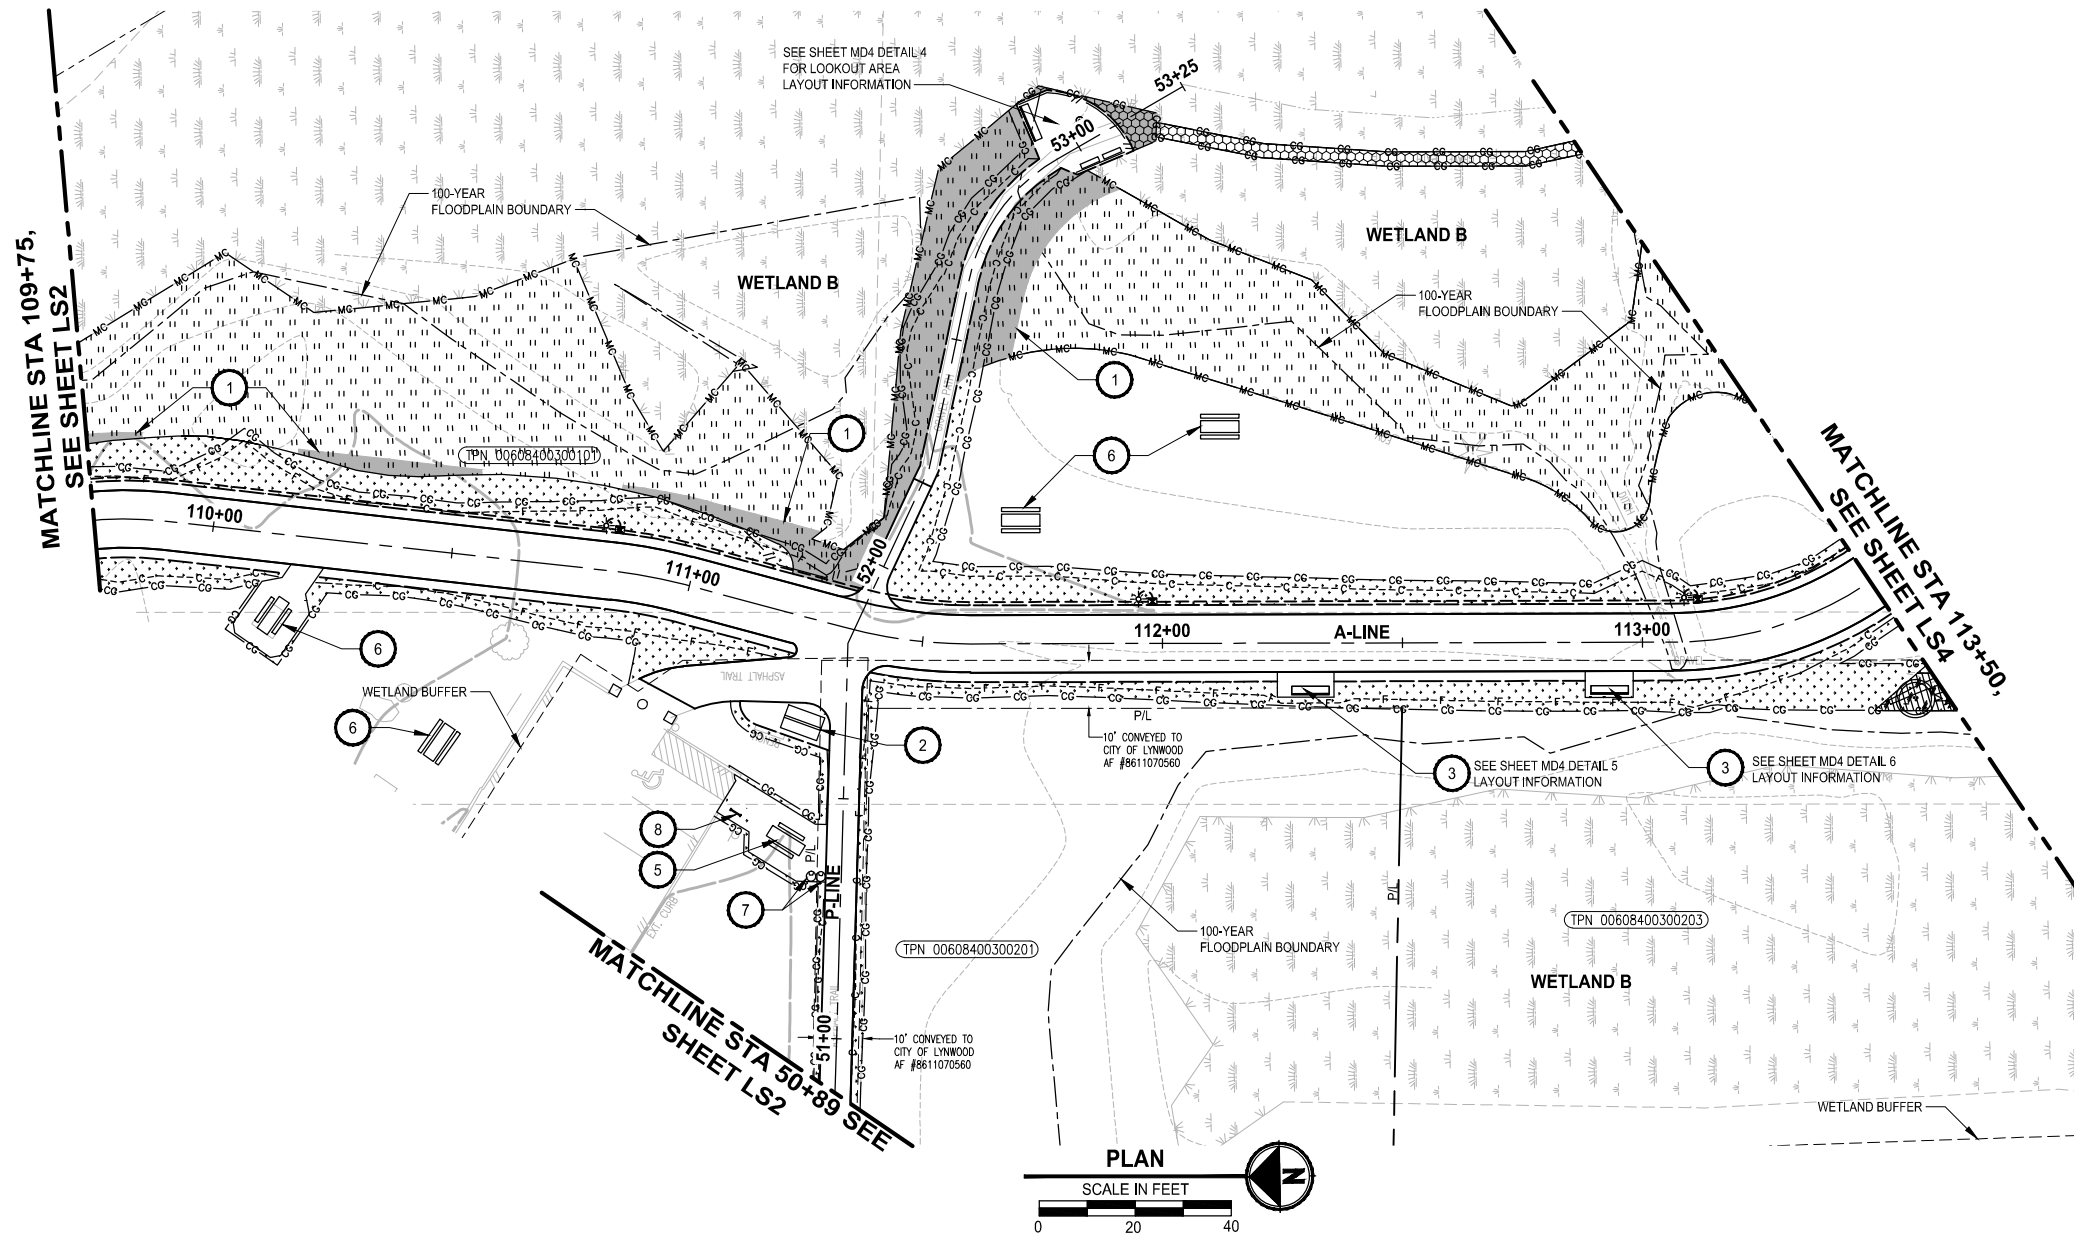 SEE SHEET MD4 DETAIL 4
FOR LOOKOUT AREA
LAYOUT INFORMATION
53+25
53+00
100-YEAR
FLOODPLAIN BOUNDARY
WETLAND B
WETLAND B
100-YEAR
FLOODPLAIN BOUNDARY
MATCHLINE STA 109+75,
SEE SHEET LS2
1
1
1
6
TPN 00608400300101
110+00
111+00
52+00
112+00
A-LINE
113+00
MATCHLINE STA 113+50,
SEE SHEET LS4
DITCH
GRAVEL
6
WETLAND BUFFER
ASPHALT TRAIL
6
2
P/L
10' CONVEYED TO
CITY OF LYNWOOD
AF #8611070560
3
SEE SHEET MD4 DETAIL 5
LAYOUT INFORMATION
3
SEE SHEET MD4 DETAIL 6
LAYOUT INFORMATION
8
5
7
P/L
P-LINE
EXT. CURB
P/L
TPN 00608400300201
TPN 00608400300203
100-YEAR
FLOODPLAIN BOUNDARY
WETLAND B
TRAIL
51+00
10' CONVEYED TO
CITY OF LYNWOOD
AF #8611070560
MATCHLINE STA 50+89 SEE
SHEET LS2
WETLAND BUFFER
PLAN
N
SCALE IN FEET
0 20 40